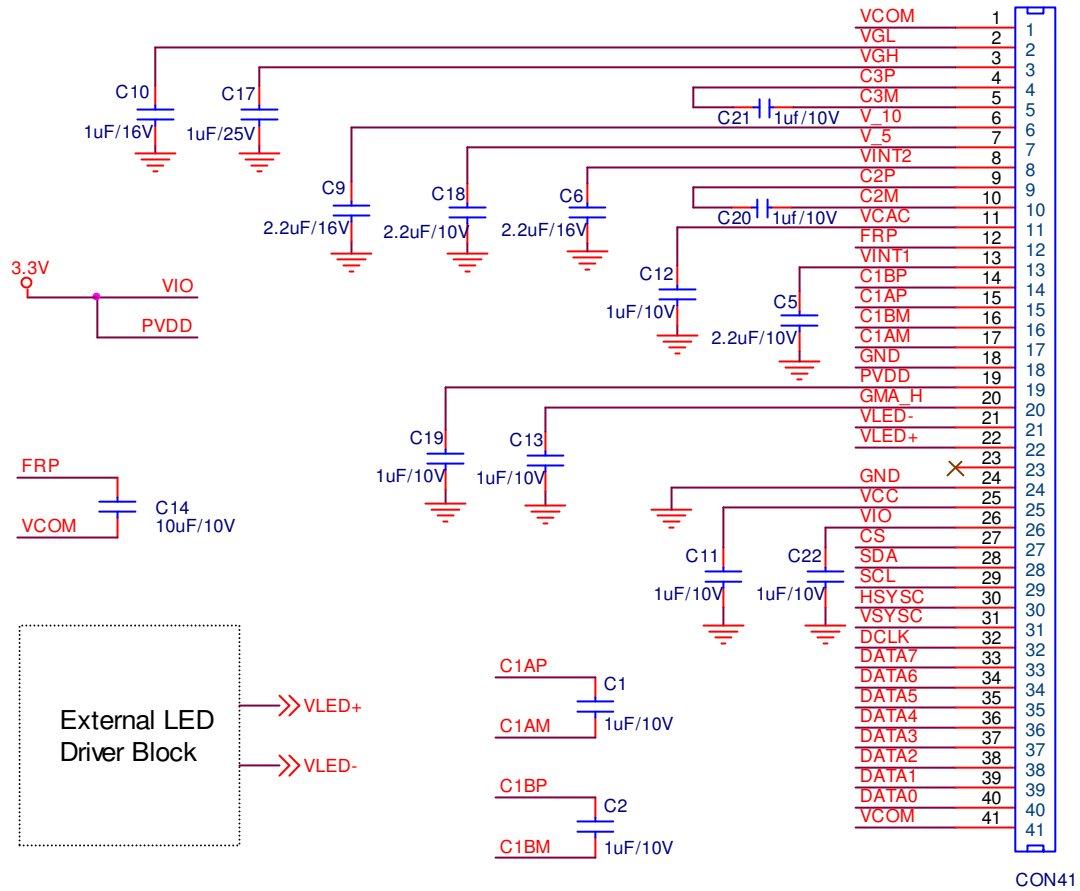 VCOM 1 1
VGL 2 2
VGH 3 3
C3P 4 4
C10 C17
C3M 5 5
1uF/16V 1uF/25V
C21 1uf/10V
V_10 6 6
V_5 7 7
VINT2 8 8
C2P 9 9
C9 C18 C6
C2M 10 10
2.2uF/16V 2.2uF/10V 2.2uF/16V
C20 1uf/10V
VCAC 11 11
FRP 12 12
VINT1 13 13
3.3V
VIO
C12
1uF/10V
C1BP 14 14
C5
2.2uF/10V
C1AP 15 15
PVDD
C1BM 16 16
C1AM 17 17
GND 18 18
PVDD 19 19
GMA_H 20 20
VLED- 21 21
C19 C13
1uF/10V 1uF/10V
VLED+ 22 22
23 23
FRP
GND 24 24
C14
10uF/10V
VCOM
VCC 25 25
VIO 26 26
CS 27 27
C11 C22
1uF/10V 1uF/10V
SDA 28 28
SCL 29 29
HSYSC 30 30
VSYSC 31 31
DCLK 32 32
DATA7 33 33
C1AP
C1
1uF/10V
C1AM
DATA6 34 34
DATA5 35 35
DATA4 36 36
DATA3 37 37
External LED
Driver Block
VLED+
VLED-
DATA2 38 38
DATA1 39 39
C1BP
C2
1uF/10V
C1BM
DATA0 40 40
VCOM 41 41
CON41